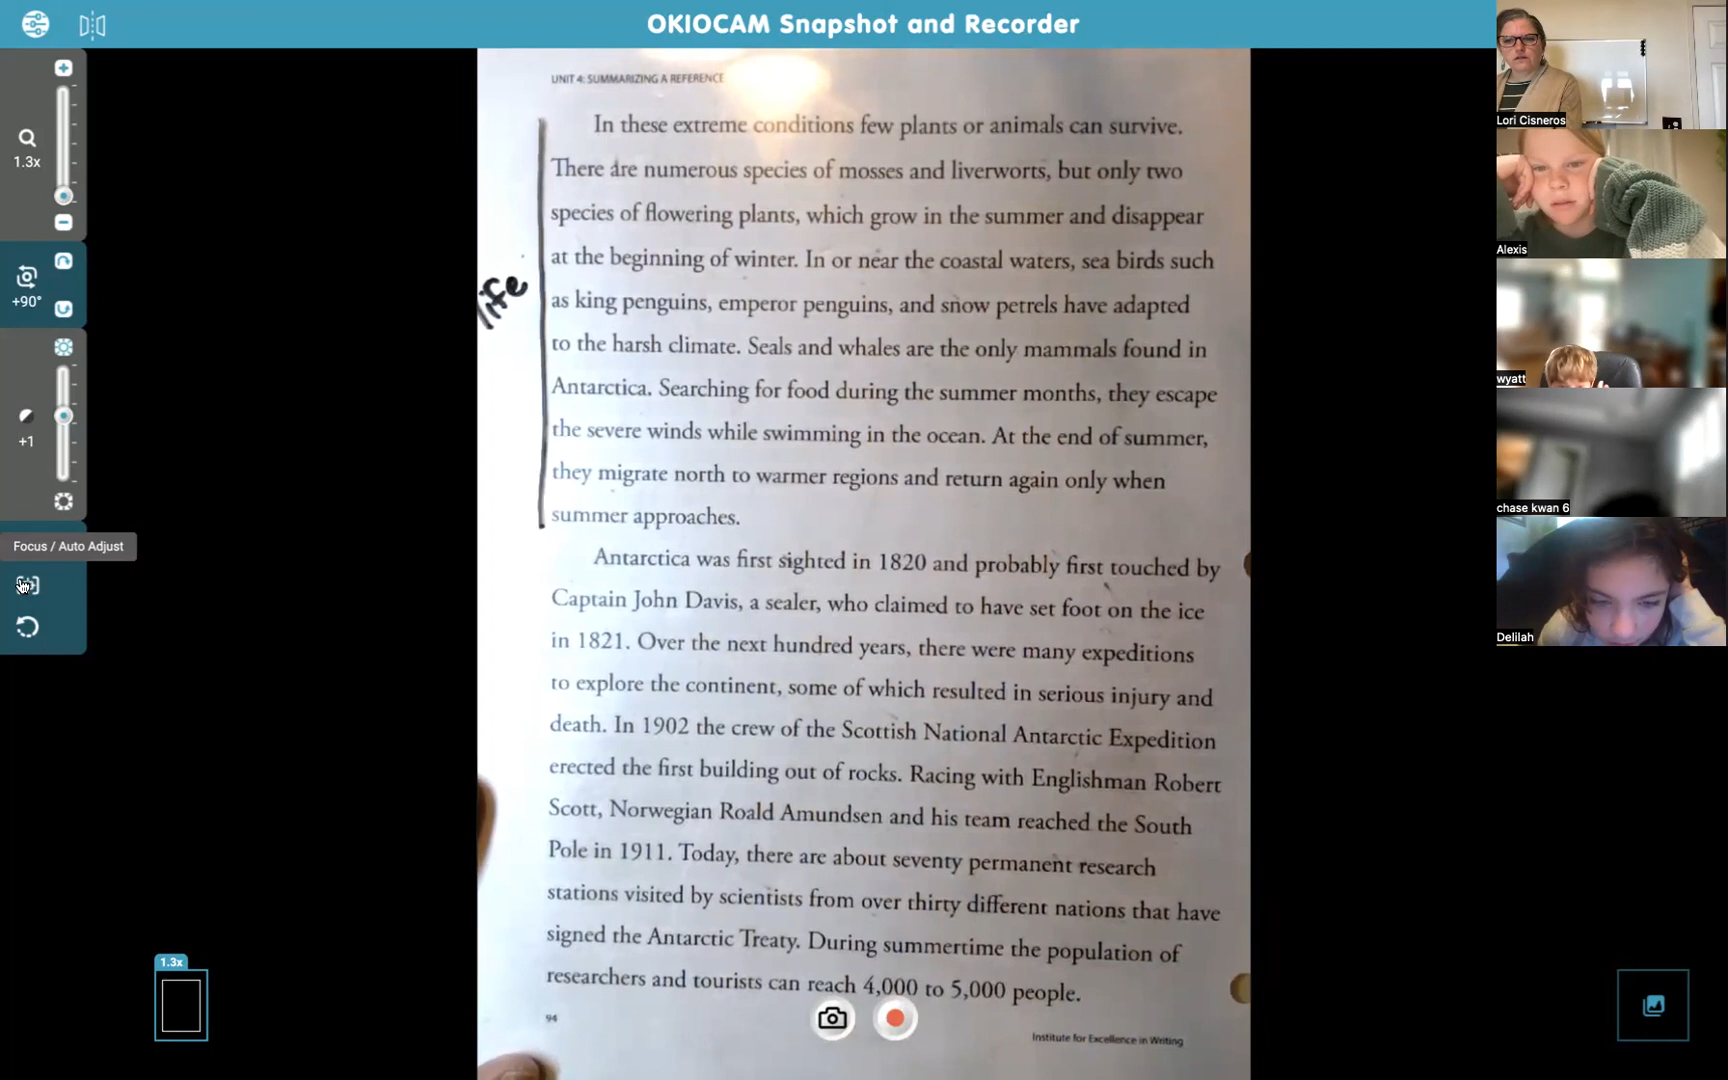 OKIOCAM Snapshot and Recorder
1.3x
+90°
+1
Focus / Auto Adjust
1.3x
UNIT 4: SUMMARIZING A REFERENCE
In these extreme conditions few plants or animals can survive.
There are numerous species of mosses and liverworts, but only two
species of flowering plants, which grow in the summer and disappear
at the beginning of winter. In or near the coastal waters, sea birds such
as king penguins, emperor penguins, and snow petrels have adapted
to the harsh climate. Seals and whales are the only mammals found in
Antarctica. Searching for food during the summer months, they escape
the severe winds while swimming in the ocean. At the end of summer,
they migrate north to warmer regions and return again only when
summer approaches.
life
Antarctica was first sighted in 1820 and probably first touched by
Captain John Davis, a sealer, who claimed to have set foot on the ice
in 1821. Over the next hundred years, there were many expeditions
to explore the continent, some of which resulted in serious injury and
death. In 1902 the crew of the Scottish National Antarctic Expedition
erected the first building out of rocks. Racing with Englishman Robert
Scott, Norwegian Roald Amundsen and his team reached the South
Pole in 1911. Today, there are about seventy permanent research
stations visited by scientists from over thirty different nations that have
signed the Antarctic Treaty. During summertime the population of
researchers and tourists can reach 4,000 to 5,000 people.
94
Institute for Excellence in Writing
Lori Cisneros
Alexis
wyatt
chase kwan 6
Delilah